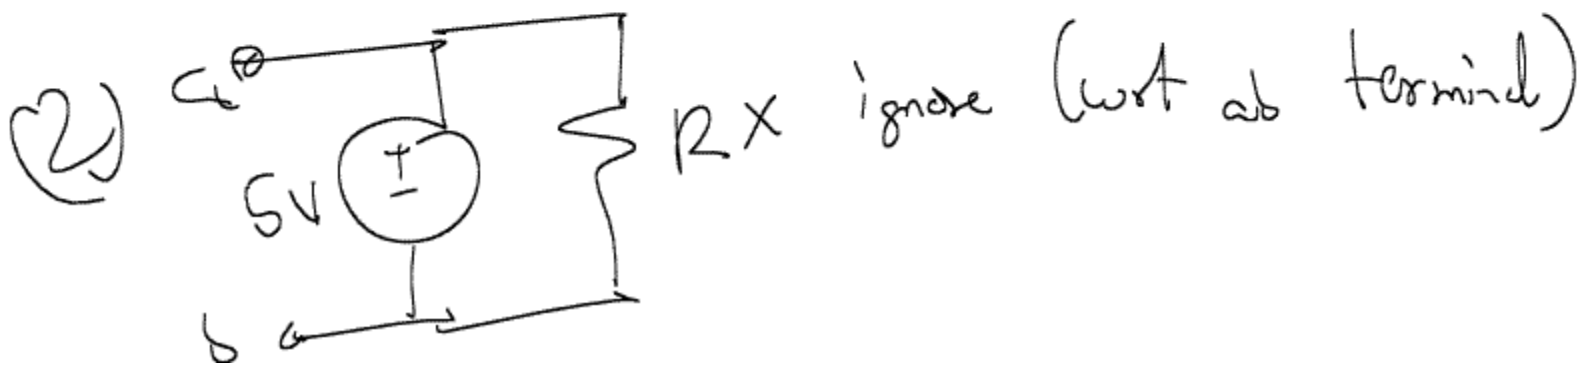 2)
a
RX ignore (wrt ab terminal)
5V
+
-
b